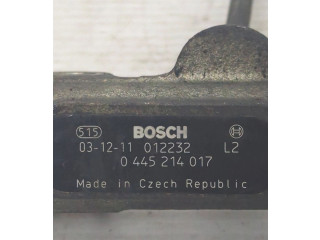 515 BOSCH
03-12-11 012232 L2
0 445 214 017
Made in Czech Republic